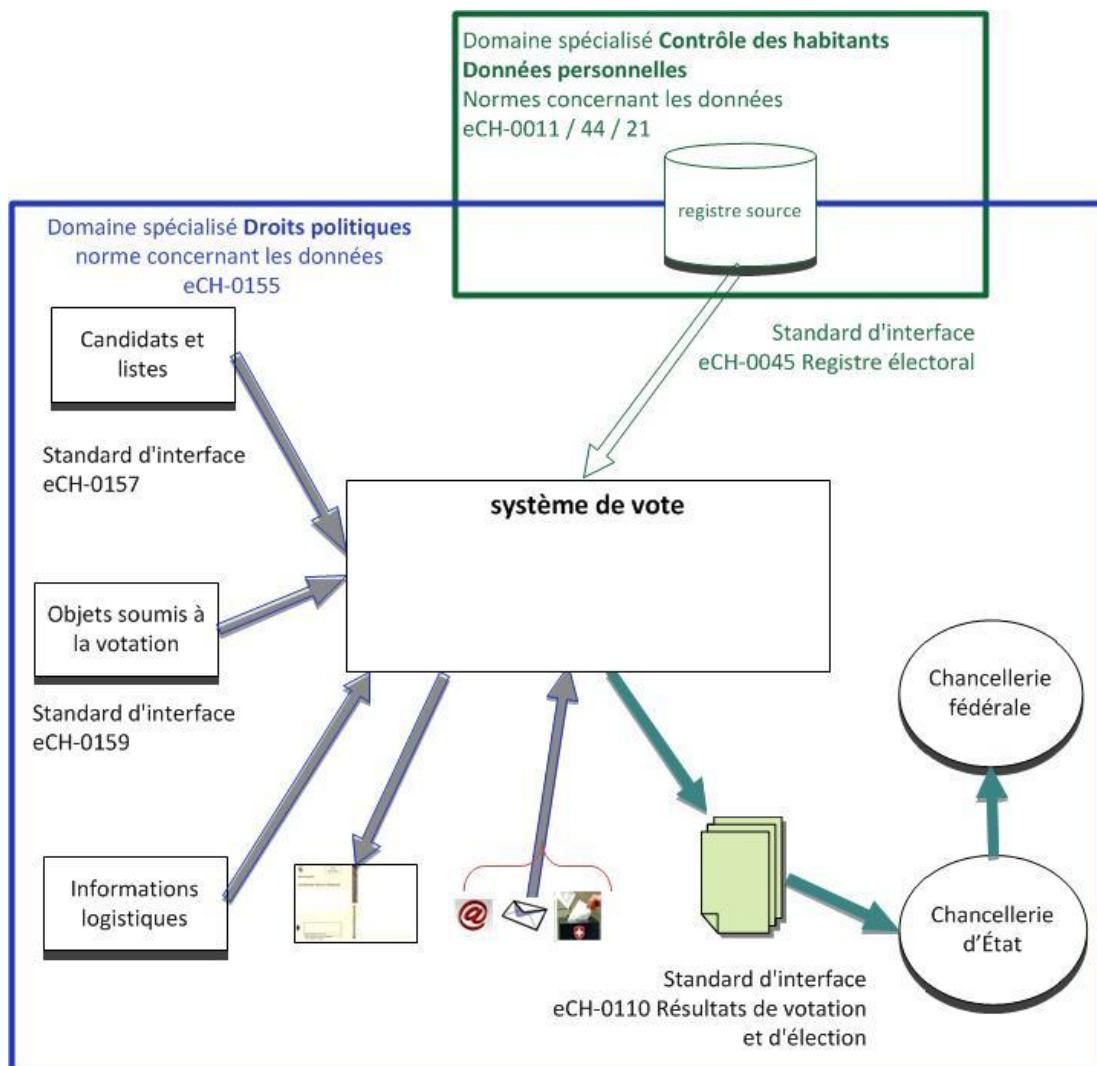 Domaine spécialisé Contrôle des habitants
Données personnelles
Normes concernant les données
eCH-0011 / 44 / 21
registre source
Domaine spécialisé Droits politiques
norme concernant les données
eCH-0155
Standard d'interface
eCH-0045 Registre électoral
Candidats et
listes
Standard d'interface
eCH-0157
système de vote
Objets soumis à
la votation
Standard d'interface
eCH-0159
Chancellerie
fédérale
Informations
logistiques
@
Chancellerie
d'État
Standard d'interface
eCH-0110 Résultats de votation
et d'élection